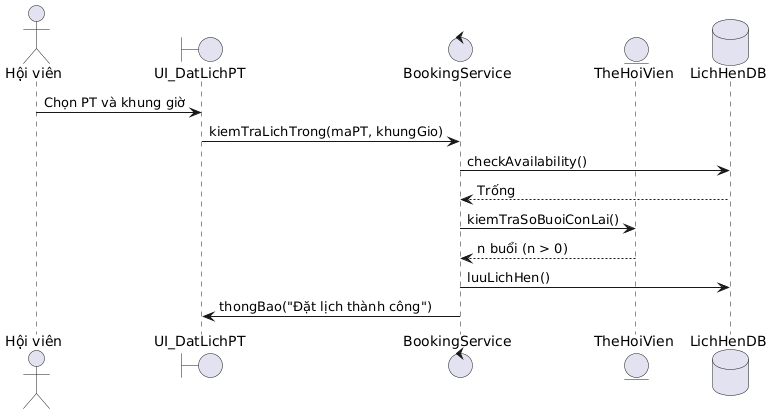 Hội viên
UI_DatLichPT
BookingService
TheHoiVien
LichHenDB
Chọn PT và khung giờ
kiemTraLichTrong(maPT, khungGio)
checkAvailability()
Trống
kiemTraSoBuoiConLai()
n buổi (n > 0)
luuLichHen()
thongBao("Đặt lịch thành công")
Hội viên
UI_DatLichPT
BookingService
TheHoiVien
LichHenDB